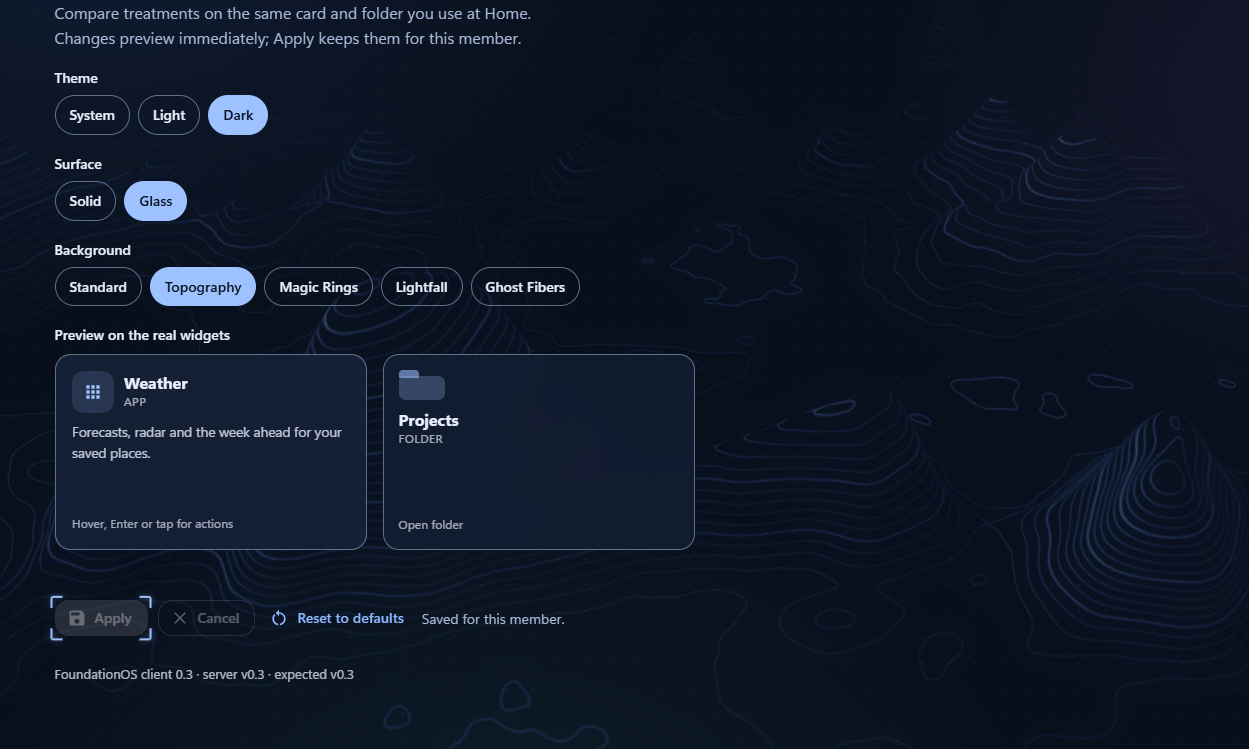 Compare treatments on the same card and folder you use at Home.
Changes preview immediately; Apply keeps them for this member.
Theme
System Light Dark
Surface
Solid Glass
Background
Standard Topography Magic Rings Lightfall Ghost Fibers
Preview on the real widgets
Weather
APP
Forecasts, radar and the week ahead for your
saved places.
Hover, Enter or tap for actions
Projects
FOLDER
Open folder
Apply Cancel Reset to defaults Saved for this member.
FoundationOS client 0.3 · server v0.3 · expected v0.3